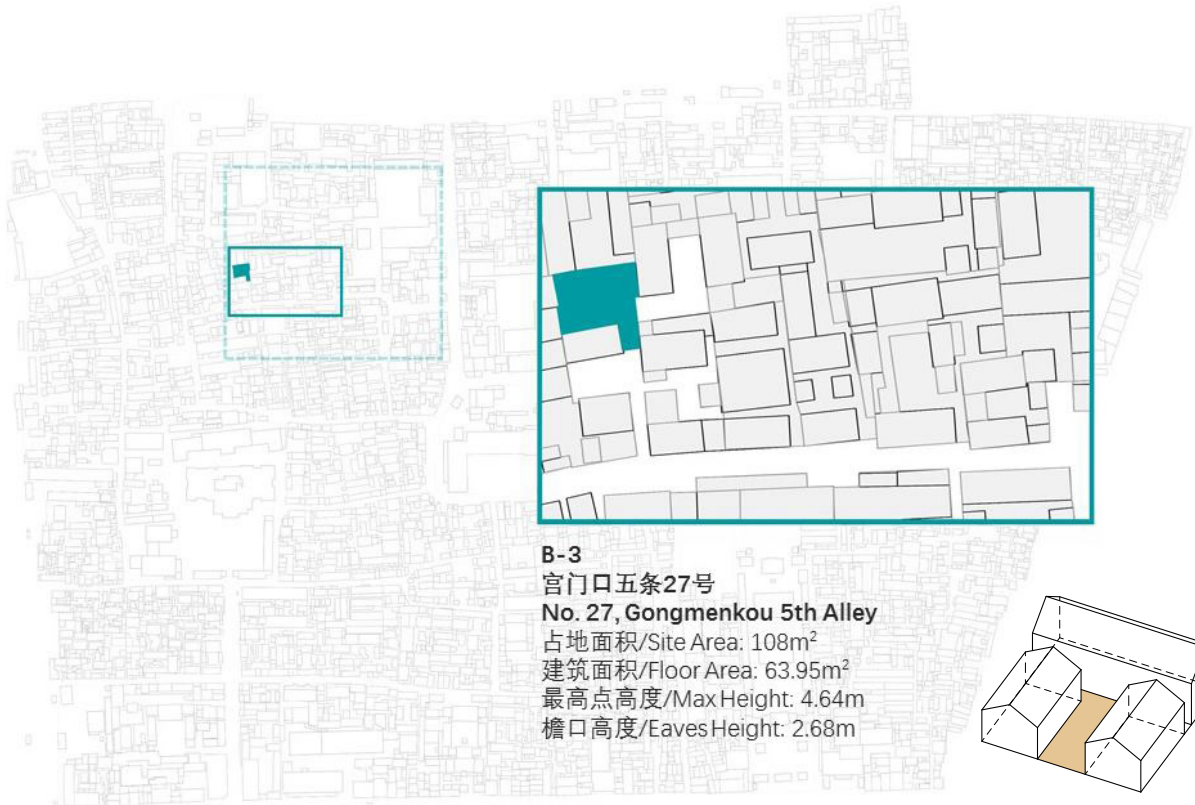 B-3
宫门口五条27号
No. 27, Gongmenkou 5th Alley
占地面积/Site Area: 108m²
建筑面积/Floor Area: 63.95m²
最高点高度/Max Height: 4.64m
檐口高度/Eaves Height: 2.68m